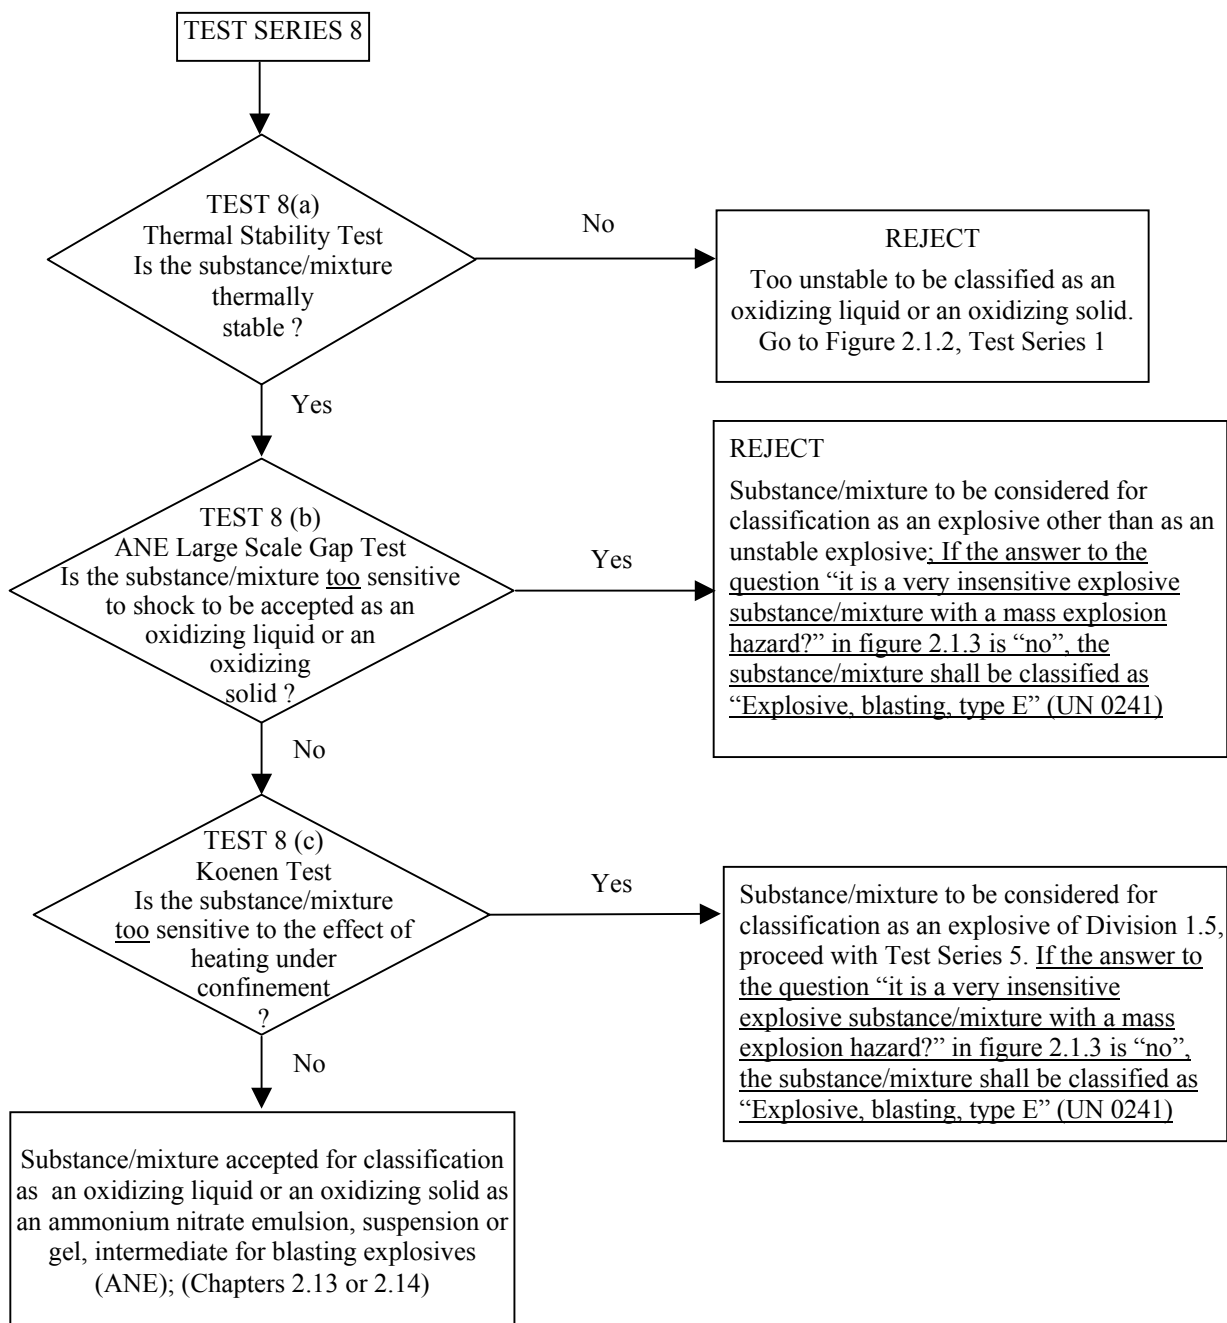 TEST SERIES 8
TEST 8(a)
Thermal Stability Test
Is the substance/mixture
thermally
stable ?
No
REJECT
Too unstable to be classified as an
oxidizing liquid or an oxidizing solid.
Go to Figure 2.1.2, Test Series 1
Yes
TEST 8 (b)
ANE Large Scale Gap Test
Is the substance/mixture too sensitive
to shock to be accepted as an
oxidizing liquid or an
oxidizing
solid ?
Yes
REJECT
Substance/mixture to be considered for
classification as an explosive other than as an
unstable explosive; If the answer to the
question “it is a very insensitive explosive
substance/mixture with a mass explosion
hazard?” in figure 2.1.3 is “no”, the
substance/mixture shall be classified as
“Explosive, blasting, type E” (UN 0241)
No
TEST 8 (c)
Koenen Test
Is the substance/mixture
too sensitive to the effect of
heating under
confinement
?
Yes
Substance/mixture to be considered for
classification as an explosive of Division 1.5,
proceed with Test Series 5. If the answer to
the question “it is a very insensitive
explosive substance/mixture with a mass
explosion hazard?” in figure 2.1.3 is “no”,
the substance/mixture shall be classified as
“Explosive, blasting, type E” (UN 0241)
No
Substance/mixture accepted for classification
as an oxidizing liquid or an oxidizing solid as
an ammonium nitrate emulsion, suspension or
gel, intermediate for blasting explosives
(ANE); (Chapters 2.13 or 2.14)